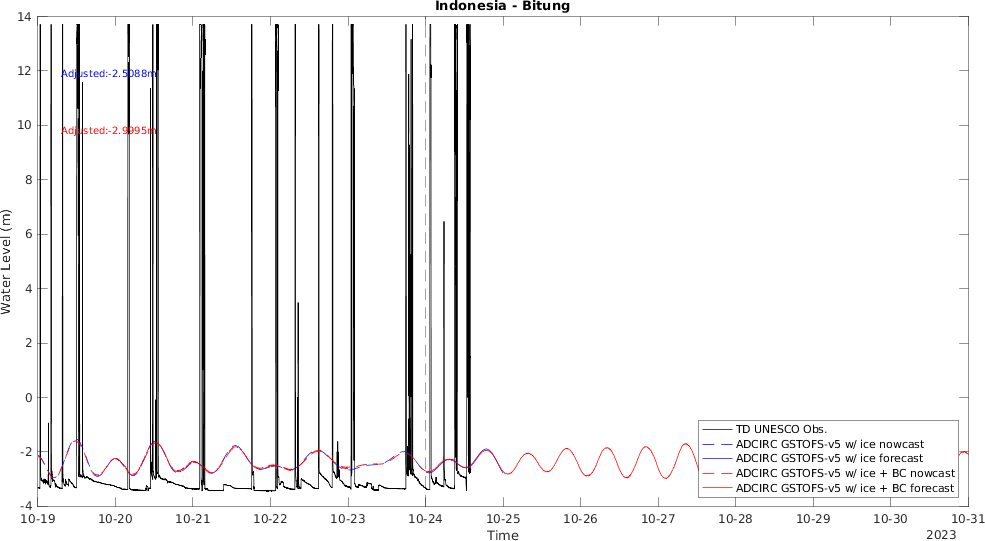 Indonesia - Bitung
14
12
10
8
6
4
2
0
-2
-4
Water Level (m)
Adjusted:-2.5088m
Adjusted:-2.9995m
TD UNESCO Obs.
ADCIRC GSTOFS-v5 w/ ice nowcast
ADCIRC GSTOFS-v5 w/ ice forecast
ADCIRC GSTOFS-v5 w/ ice + BC nowcast
ADCIRC GSTOFS-v5 w/ ice + BC forecast
10-19 10-20 10-21 10-22 10-23 10-24 10-25 10-26 10-27 10-28 10-29 10-30 10-31
Time
2023